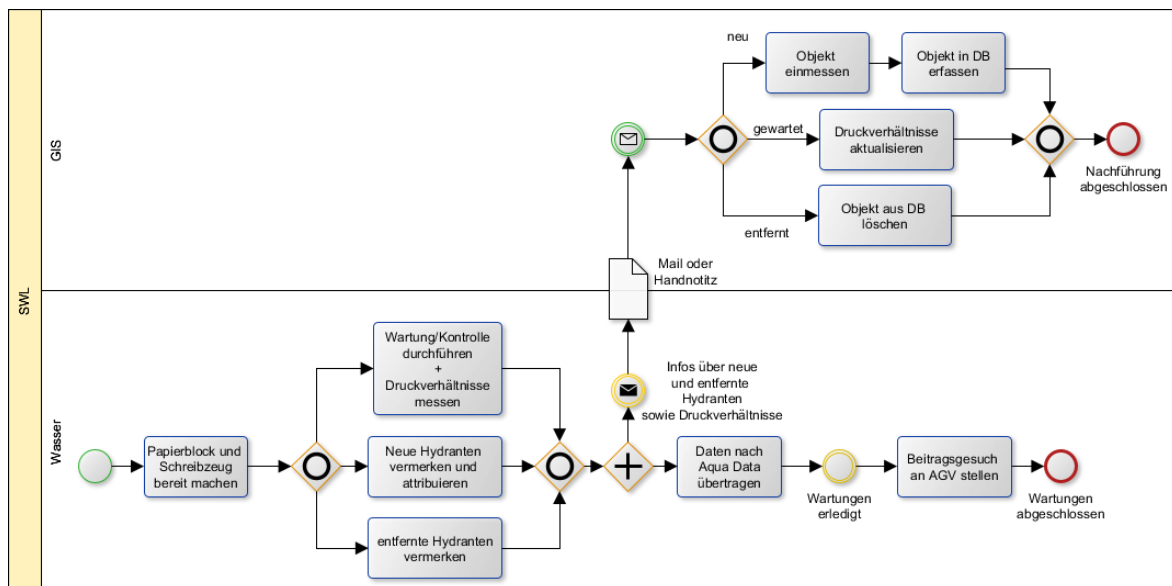 SWL
GIS
neu
Objekt
einmessen
Objekt in DB
erfassen
gewartet
Druckverhältnisse
aktualisieren
Nachführung
abgeschlossen
entfernt
Objekt aus DB
löschen
Mail oder
Handnotitz
Wasser
Papierblock und
Schreibzeug
bereit machen
Wartung/Kontrolle
durchführen
+
Druckverhältnisse
messen
Neue Hydranten
vermerken und
attribuieren
entfernte Hydranten
vermerken
Infos über neue
und entfernte
Hydranten
sowie Druckverhältnisse
Daten nach
Aqua Data
übertragen
Wartungen
erledigt
Beitragsgesuch
an AGV stellen
Wartungen
abgeschlossen